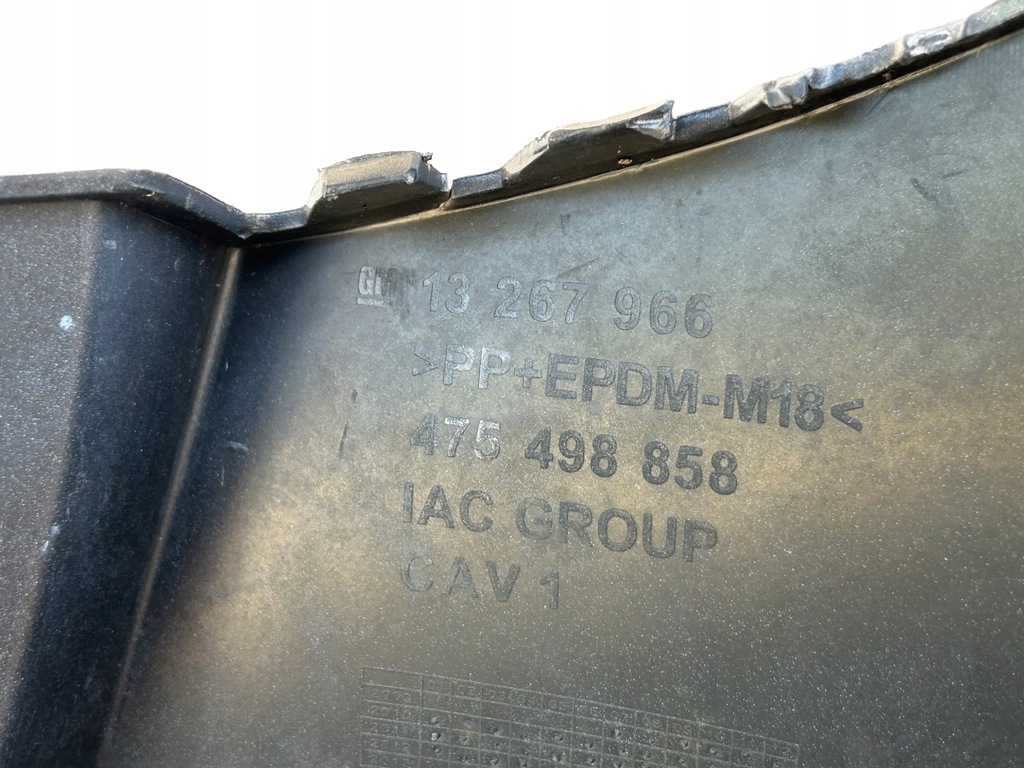 GM 13 267 966
>PP+EPDM-M18<
475 498 858
IAC GROUP
CAV 1